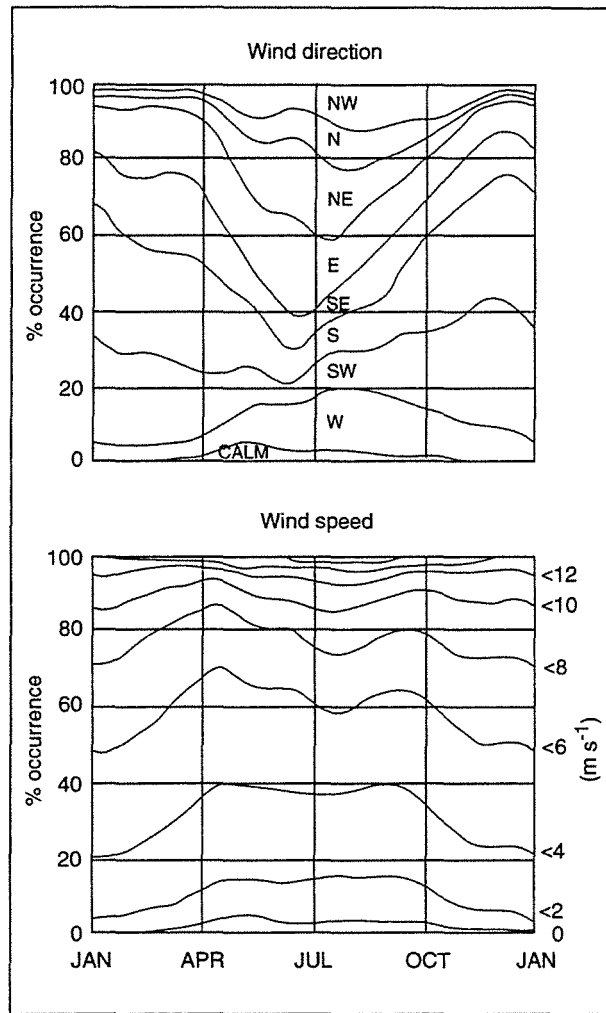 Wind direction
100
80
60
40
20
0
% occurrence
NW
N
NE
E
SE
S
SW
W
CALM
Wind speed
100
80
60
40
20
0
% occurrence
<12
<10
<8
<6
<4
<2
0
(m s⁻¹)
JAN APR JUL OCT JAN